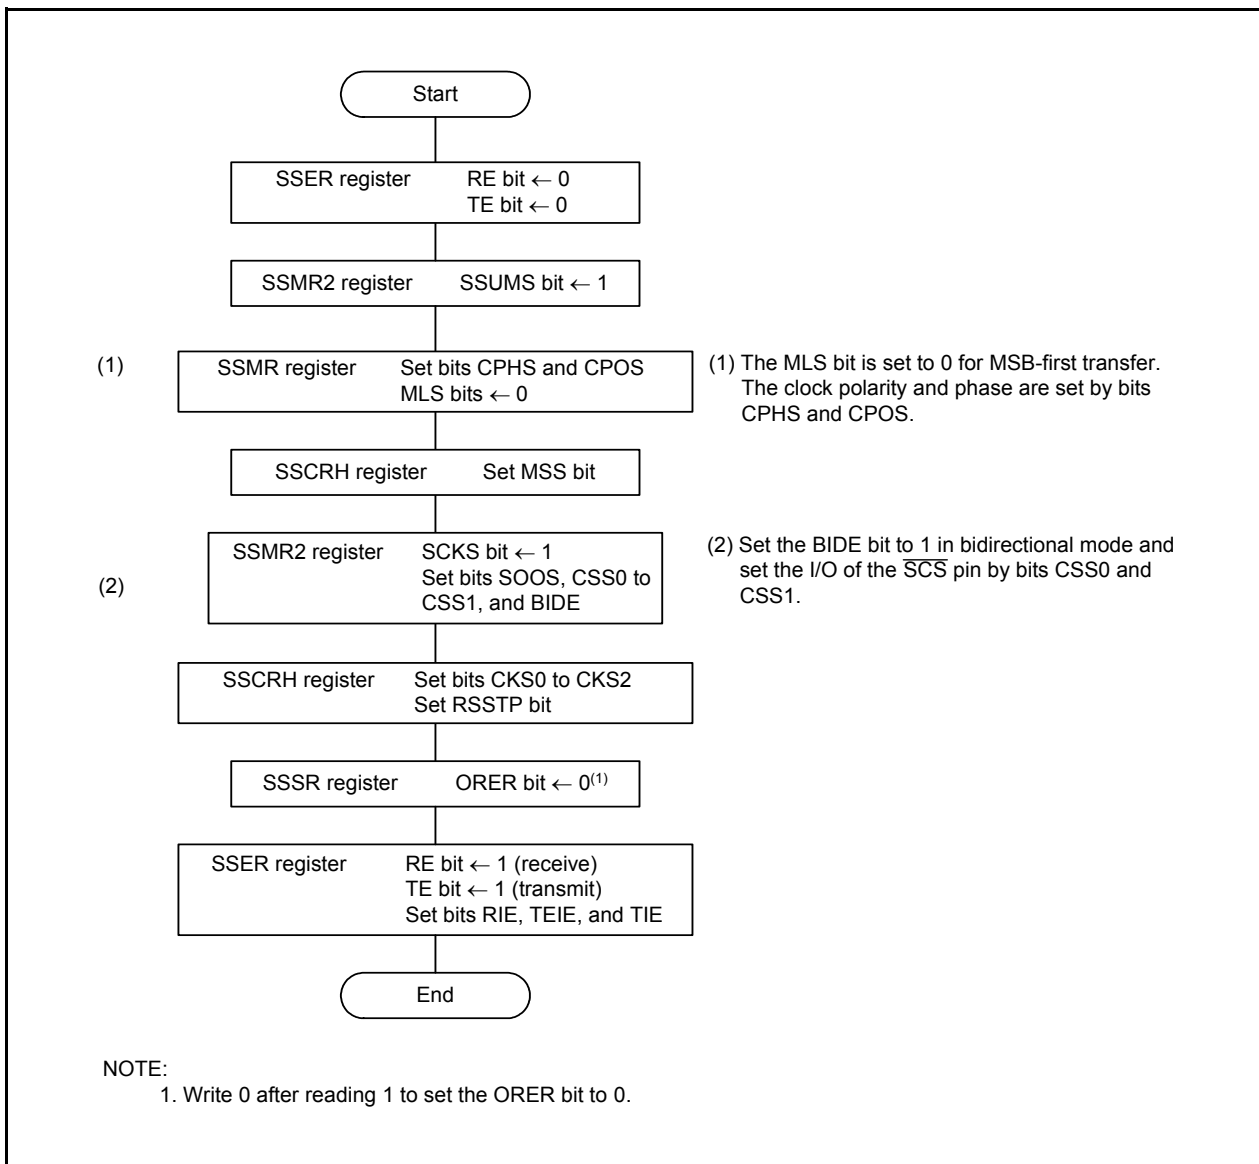 Start
SSER register RE bit ← 0
TE bit ← 0
SSMR2 register SSUMS bit ← 1
(1)
SSMR register Set bits CPHS and CPOS
MLS bits ← 0
(1) The MLS bit is set to 0 for MSB-first transfer.
The clock polarity and phase are set by bits
CPHS and CPOS.
SSCRH register Set MSS bit
(2)
SSMR2 register SCKS bit ← 1
Set bits SOOS, CSS0 to
CSS1, and BIDE
(2) Set the BIDE bit to 1 in bidirectional mode and
set the I/O of the S̅C̅S̅ pin by bits CSS0 and
CSS1.
SSCRH register Set bits CKS0 to CKS2
Set RSSTP bit
SSSR register ORER bit ← 0(1)
SSER register RE bit ← 1 (receive)
TE bit ← 1 (transmit)
Set bits RIE, TEIE, and TIE
End
NOTE:
1. Write 0 after reading 1 to set the ORER bit to 0.